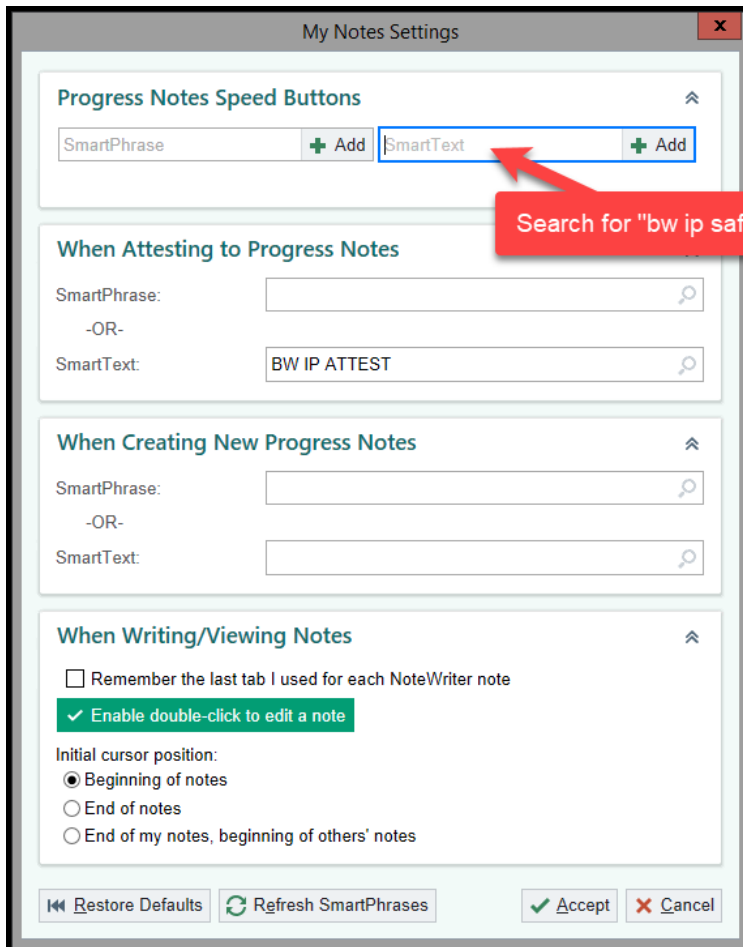 My Notes Settings
x
Progress Notes Speed Buttons
SmartPhrase Add SmartText Add
Search for "bw ip
When Attesting to Progress Notes
SmartPhrase:
-OR-
SmartText: BW IP ATTEST
When Creating New Progress Notes
SmartPhrase:
-OR-
SmartText:
When Writing/Viewing Notes
Remember the last tab I used for each NoteWriter note
Enable double-click to edit a note
Initial cursor position:
Beginning of notes
End of notes
End of my notes, beginning of others' notes
Restore Defaults Refresh SmartPhrases Accept Cancel